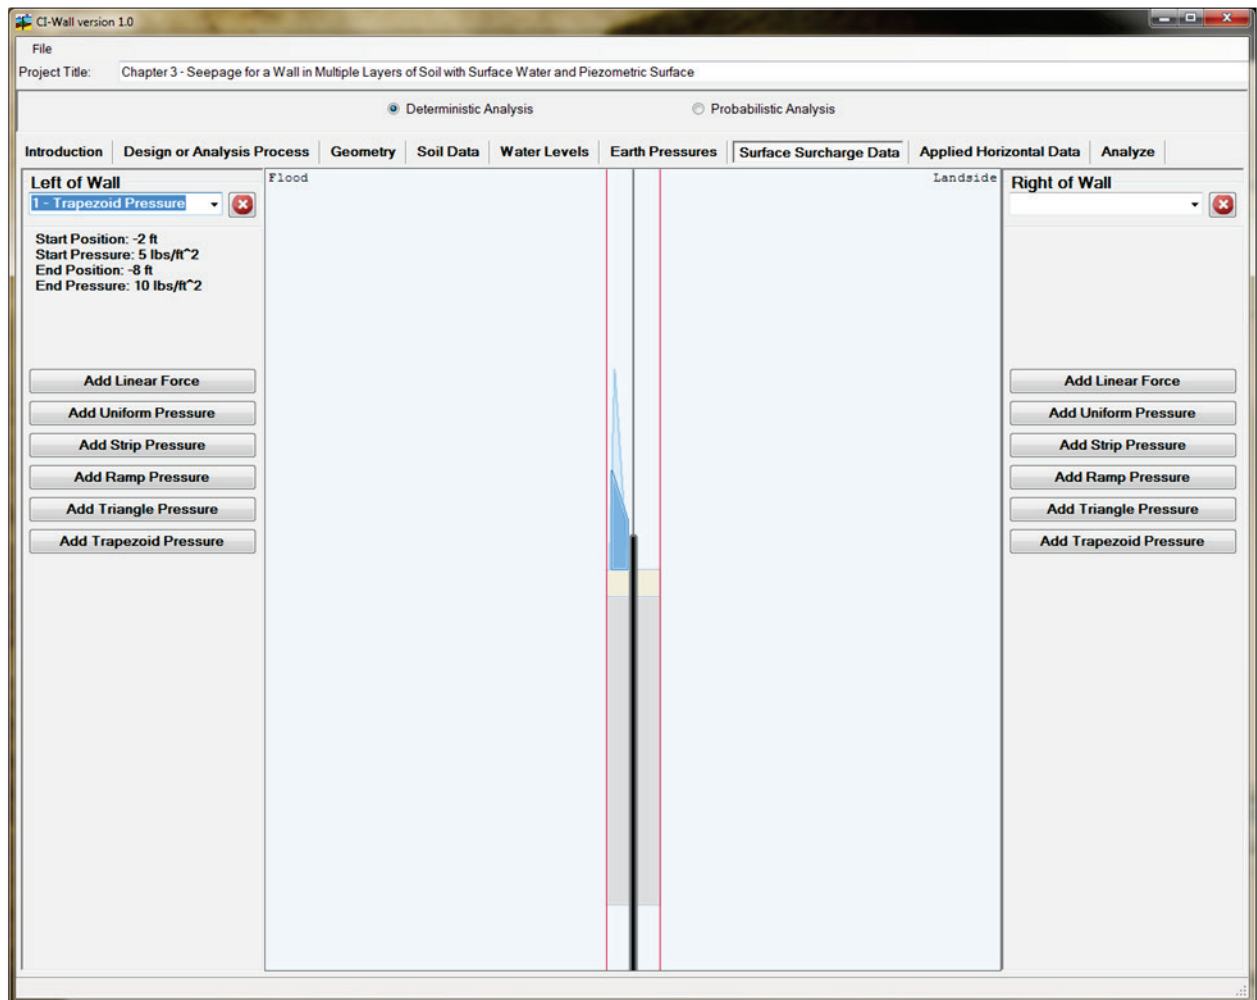 CI-Wall version 1.0
File
Project Title: Chapter 3 - Seepage for a Wall in Multiple Layers of Soil with Surface Water and Piezometric Surface
Deterministic Analysis Probabilistic Analysis
Introduction Design or Analysis Process Geometry Soil Data Water Levels Earth Pressures Surface Surcharge Data Applied Horizontal Data Analyze
Left of Wall
1 - Trapezoid Pressure
Start Position: -2 ft
Start Pressure: 5 lbs/ft^2
End Position: -8 ft
End Pressure: 10 lbs/ft^2
Add Linear Force
Add Uniform Pressure
Add Strip Pressure
Add Ramp Pressure
Add Triangle Pressure
Add Trapezoid Pressure
Flood
Landside
Right of Wall
Add Linear Force
Add Uniform Pressure
Add Strip Pressure
Add Ramp Pressure
Add Triangle Pressure
Add Trapezoid Pressure